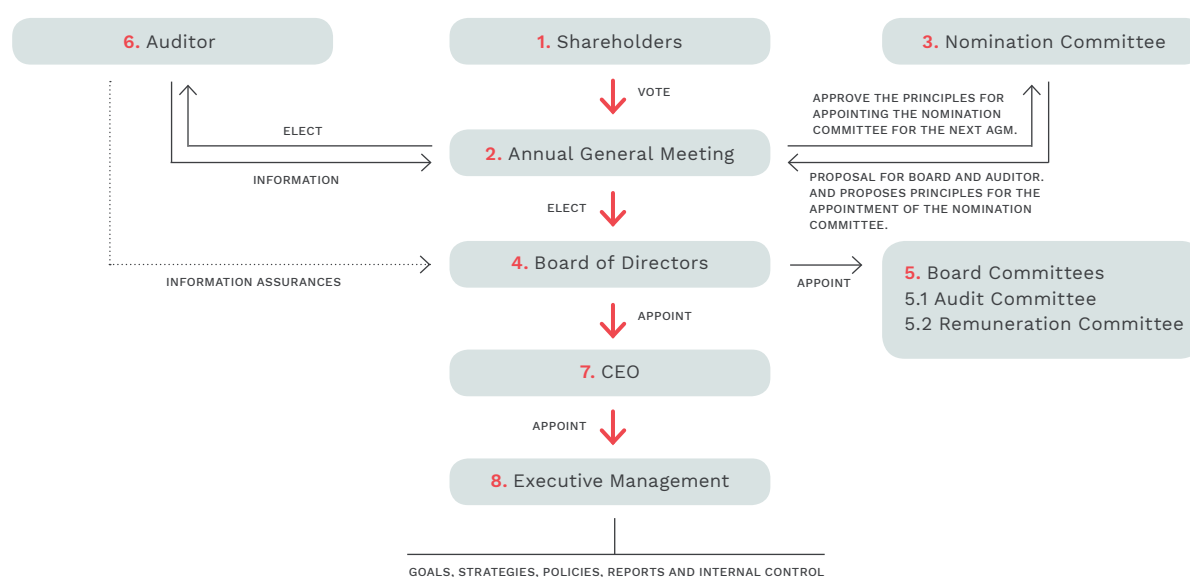 6. Auditor
1. Shareholders
3. Nomination Committee
VOTE
APPROVE THE PRINCIPLES FOR
APPOINTING THE NOMINATION
COMMITTEE FOR THE NEXT AGM.
ELECT
2. Annual General Meeting
INFORMATION
PROPOSAL FOR BOARD AND AUDITOR.
AND PROPOSES PRINCIPLES FOR THE
APPOINTMENT OF THE NOMINATION
COMMITTEE.
ELECT
4. Board of Directors
INFORMATION ASSURANCES
APPOINT
5. Board Committees
5.1 Audit Committee
5.2 Remuneration Committee
APPOINT
7. CEO
APPOINT
8. Executive Management
GOALS, STRATEGIES, POLICIES, REPORTS AND INTERNAL CONTROL